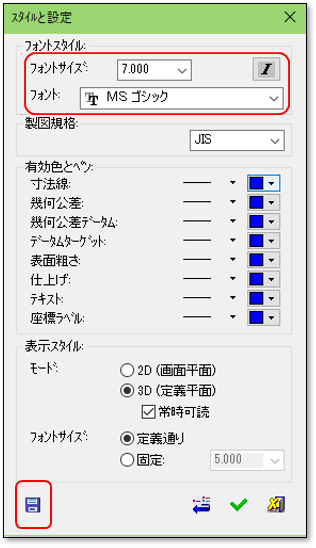 スタイルと設定
フォントスタイル:
フォントサイズ: 7.000 I
フォント: MS ゴシック
製図規格:
JIS
有効色とペン:
寸法線:
幾何公差:
幾何公差データム:
データムターゲット:
表面粗さ:
仕上げ:
テキスト:
座標ラベル:
表示スタイル:
モード: 2D (画面平面)
3D (定義平面)
常時可読
フォントサイズ: 定義通り
固定: 5.000